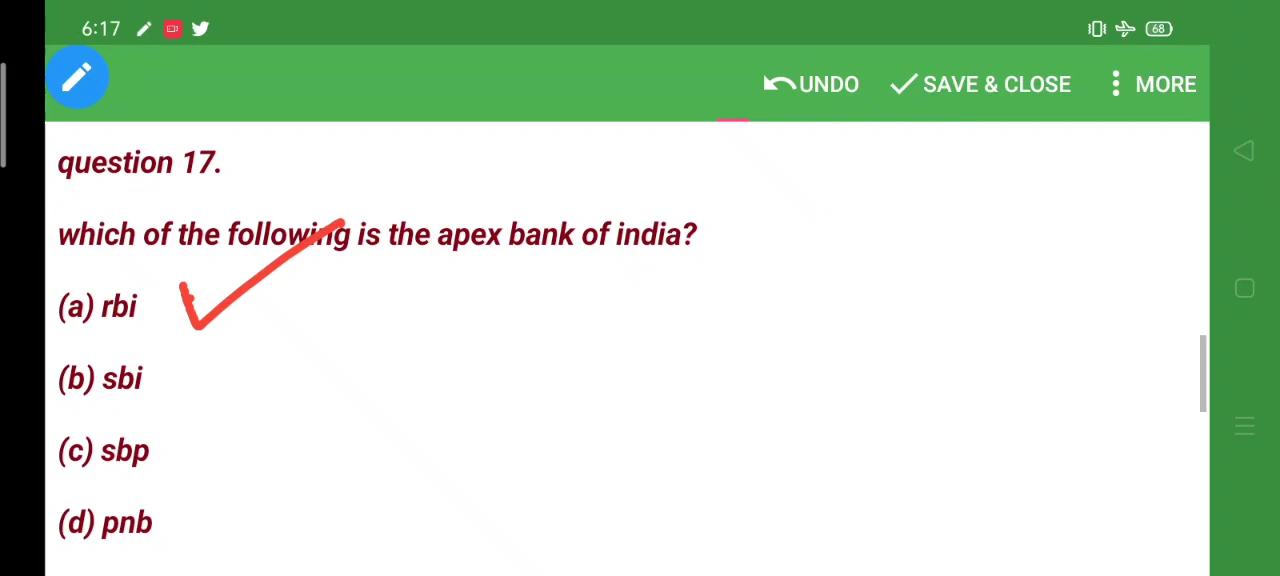 6:17 68
UNDO SAVE & CLOSE MORE
question 17.
which of the following is the apex bank of india?
(a) rbi
(b) sbi
(c) sbp
(d) pnb